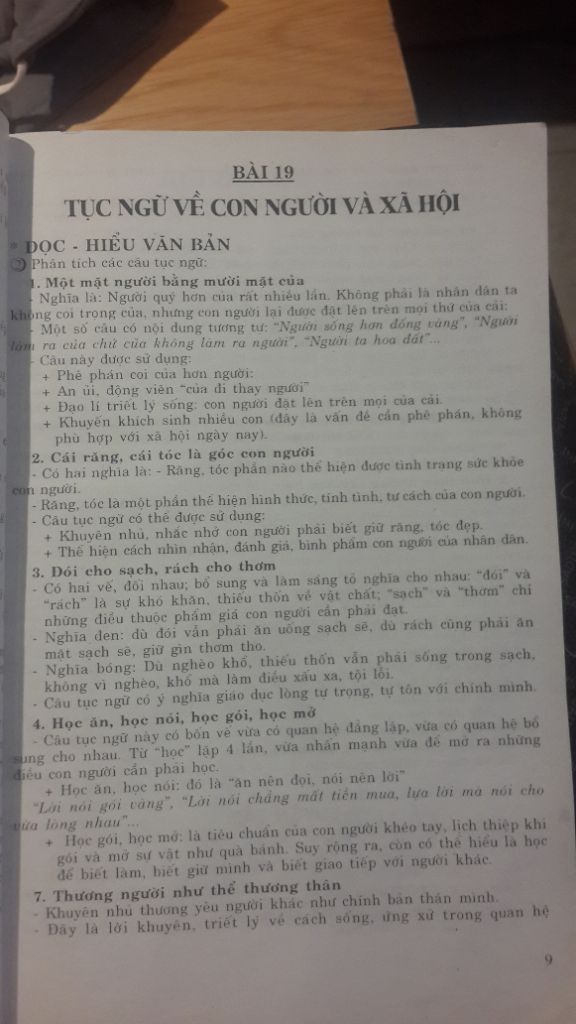 BÀI 19
TỤC NGỮ VỀ CON NGƯỜI VÀ XÃ HỘI
* ĐỌC - HIỂU VĂN BẢN
2 Phân tích các câu tục ngữ:
1. Một mặt người bằng mười mặt của
- Nghĩa là: Người quý hơn của rất nhiều lần. Không phải là nhân dân ta
không coi trọng của, nhưng con người lại được đặt lên trên mọi thứ của cải:
- Một số câu có nội dung tương tự: “Người sống hơn đống vàng”, “Người
làm ra của chứ của không làm ra người”, “Người ta hoa đất”...
- Câu này được sử dụng:
+ Phê phán coi của hơn người:
+ An ủi, động viên “của đi thay người”
+ Đạo lí triết lý sống: con người đặt lên trên mọi của cải.
+ Khuyến khích sinh nhiều con (đây là vấn đề cần phê phán, không
phù hợp với xã hội ngày nay).
2. Cái răng, cái tóc là góc con người
- Có hai nghĩa là: - Răng, tóc phần nào thể hiện được tình trạng sức khỏe
con người.
- Răng, tóc là một phần thể hiện hình thức, tính tình, tư cách của con người.
- Câu tục ngữ có thể được sử dụng:
+ Khuyên nhủ, nhắc nhở con người phải biết giữ răng, tóc đẹp.
+ Thể hiện cách nhìn nhận, đánh giá, bình phẩm con người của nhân dân.
3. Đói cho sạch, rách cho thơm
- Có hai vế, đối nhau; bổ sung và làm sáng tỏ nghĩa cho nhau: “đói” và
“rách” là sự khó khăn, thiếu thốn về vật chất; “sạch” và “thơm” chỉ
những điều thuộc phẩm giá con người cần phải đạt.
- Nghĩa đen: dù đói vẫn phải ăn uống sạch sẽ, dù rách cũng phải ăn
mặt sạch sẽ, giữ gìn thơm tho.
- Nghĩa bóng: Dù nghèo khổ, thiếu thốn vẫn phải sống trong sạch,
không vì nghèo, khổ mà làm điều xấu xa, tội lỗi.
- Câu tục ngữ có ý nghĩa giáo dục lòng tự trọng, tự tôn với chính mình.
4. Học ăn, học nói, học gói, học mở
- Câu tục ngữ này có bốn vế vừa có quan hệ đẳng lập, vừa có quan hệ bổ
sung cho nhau. Từ “học” lặp 4 lần, vừa nhấn mạnh vừa để mở ra những
điều con người cần phải học.
+ Học ăn, học nói: đó là “ăn nên đọi, nói nên lời”
“Lời nói gói vàng”, “Lời nói chẳng mất tiền mua, lựa lời mà nói cho
vừa lòng nhau”...
+ Học gói, học mở: là tiêu chuẩn của con người khéo tay, lịch thiệp khi
gói và mở sự vật như quà bánh. Suy rộng ra, còn có thể hiểu là học
để biết làm, biết giữ mình và biết giao tiếp với người khác.
7. Thương người như thể thương thân
- Khuyên nhủ thương yêu người khác như chính bản thân mình.
- Đây là lời khuyên, triết lý về cách sống, ứng xử trong quan hệ
9